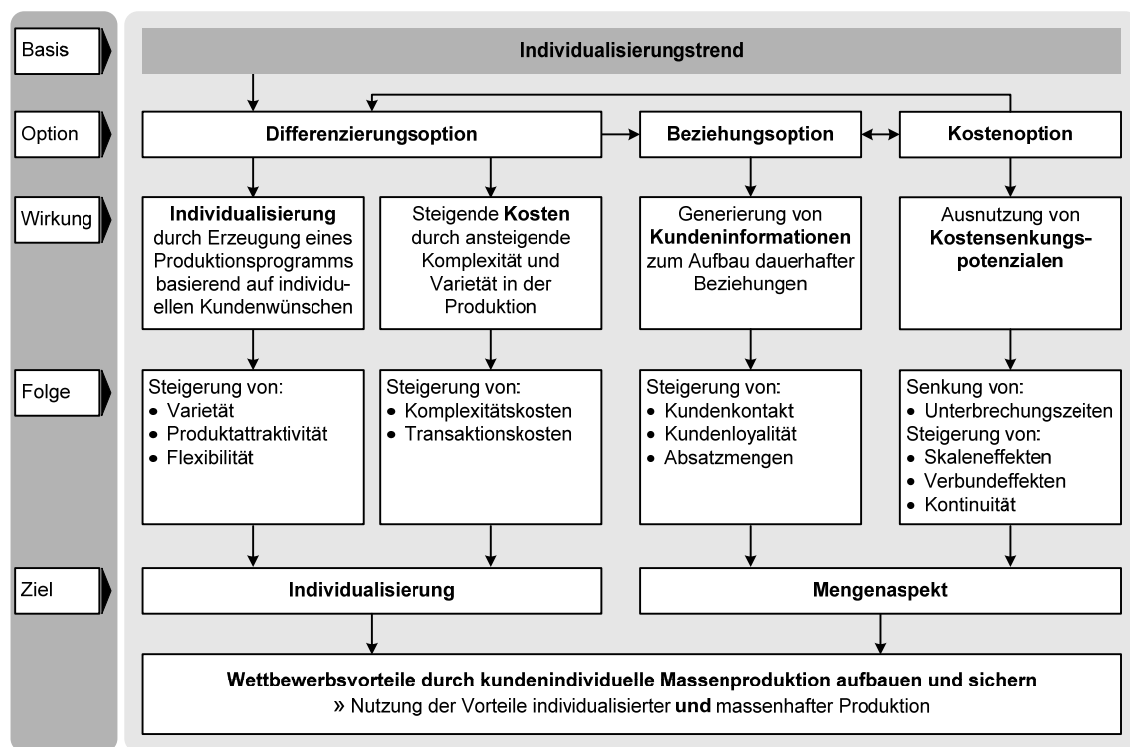 Basis
Individualisierungstrend
Option
Differenzierungsoption
Beziehungsoption
Kostenoption
Wirkung
Individualisierung
durch Erzeugung eines
Produktionsprogramms
basierend auf individu-
ellen Kundenwünschen
Steigende Kosten
durch ansteigende
Komplexität und
Varietät in der
Produktion
Generierung von
Kundeninformationen
zum Aufbau dauerhafter
Beziehungen
Ausnutzung von
Kostensenkungs-
potenzialen
Folge
Steigerung von:
• Varietät
• Produktattraktivität
• Flexibilität
Steigerung von:
• Komplexitätskosten
• Transaktionskosten
Steigerung von:
• Kundenkontakt
• Kundenloyalität
• Absatzmengen
Senkung von:
• Unterbrechungszeiten
Steigerung von:
• Skaleneffekten
• Verbundeffekten
• Kontinuität
Ziel
Individualisierung
Mengenaspekt
Wettbewerbsvorteile durch kundenindividuelle Massenproduktion aufbauen und sichern
» Nutzung der Vorteile individualisierter und massenhafter Produktion